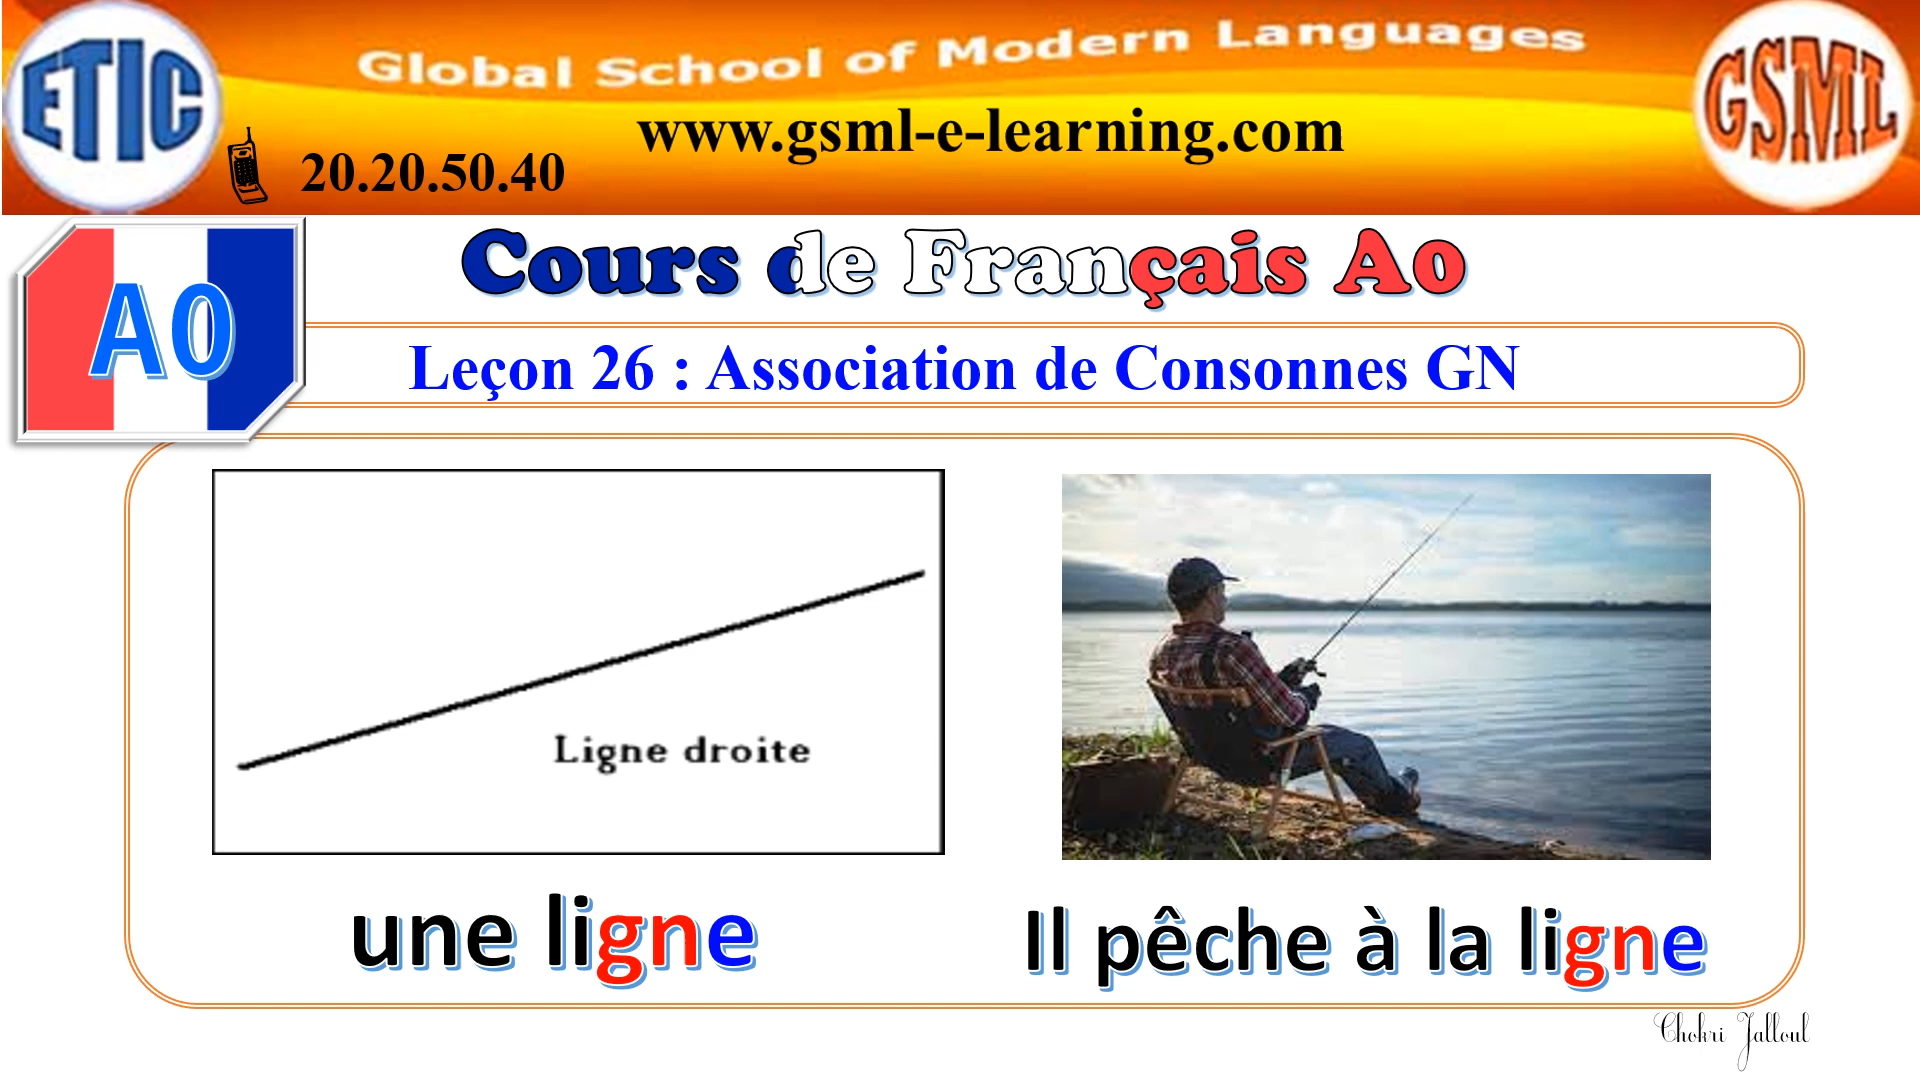 ETIC
Global School of Modern Languages
GSML
www.gsml-e-learning.com
20.20.50.40
Cours de Français A0
A0
Leçon 26 : Association de Consonnes GN
Ligne droite
une ligne
Il pêche à la ligne
Chokri Jalloul